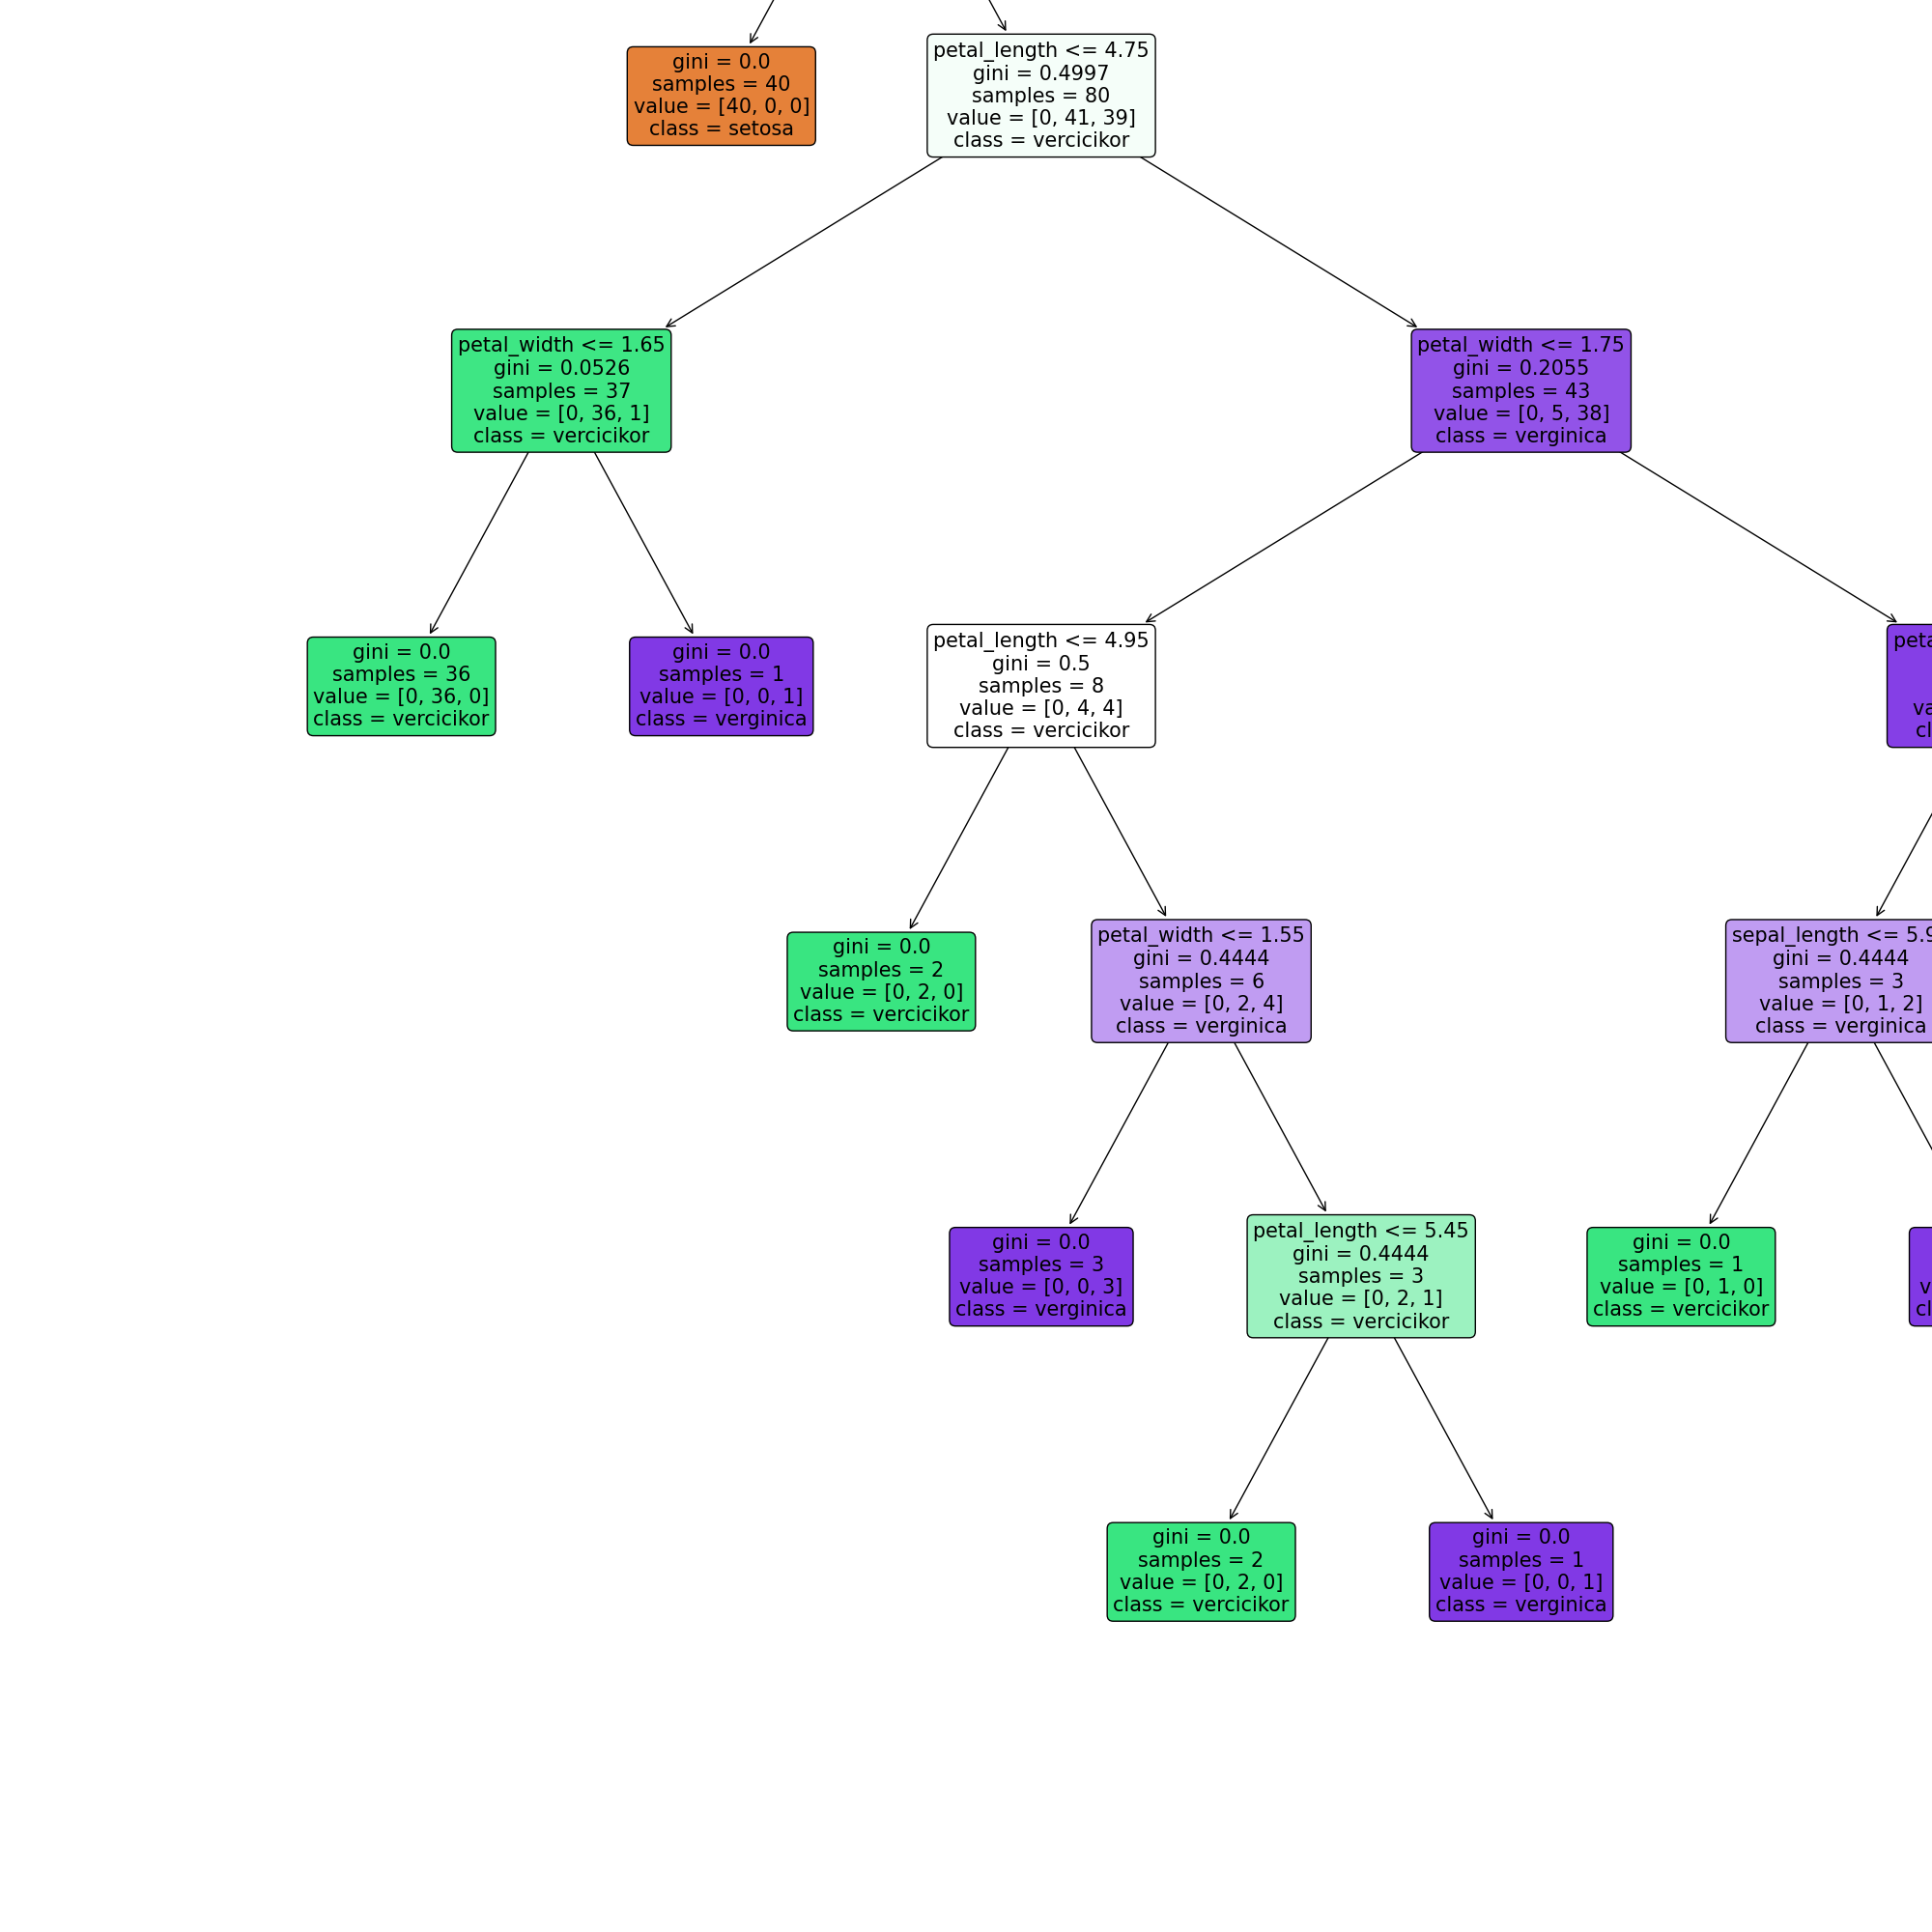 gini = 0.0
samples = 40
value = [40, 0, 0]
class = setosa
petal_length <= 4.75
gini = 0.4997
samples = 80
value = [0, 41, 39]
class = vercicikor
petal_width <= 1.65
gini = 0.0526
samples = 37
value = [0, 36, 1]
class = vercicikor
petal_width <= 1.75
gini = 0.2055
samples = 43
value = [0, 5, 38]
class = verginica
gini = 0.0
samples = 36
value = [0, 36, 0]
class = vercicikor
gini = 0.0
samples = 1
value = [0, 0, 1]
class = verginica
petal_length <= 4.95
gini = 0.5
samples = 8
value = [0, 4, 4]
class = vercicikor
gini = 0.0
samples = 2
value = [0, 2, 0]
class = vercicikor
petal_width <= 1.55
gini = 0.4444
samples = 6
value = [0, 2, 4]
class = verginica
sepal_length <= 5.9
gini = 0.4444
samples = 3
value = [0, 1, 2]
class = verginica
gini = 0.0
samples = 3
value = [0, 0, 3]
class = verginica
petal_length <= 5.45
gini = 0.4444
samples = 3
value = [0, 2, 1]
class = vercicikor
gini = 0.0
samples = 1
value = [0, 1, 0]
class = vercicikor
gini = 0.0
samples = 2
value = [0, 2, 0]
class = vercicikor
gini = 0.0
samples = 1
value = [0, 0, 1]
class = verginica